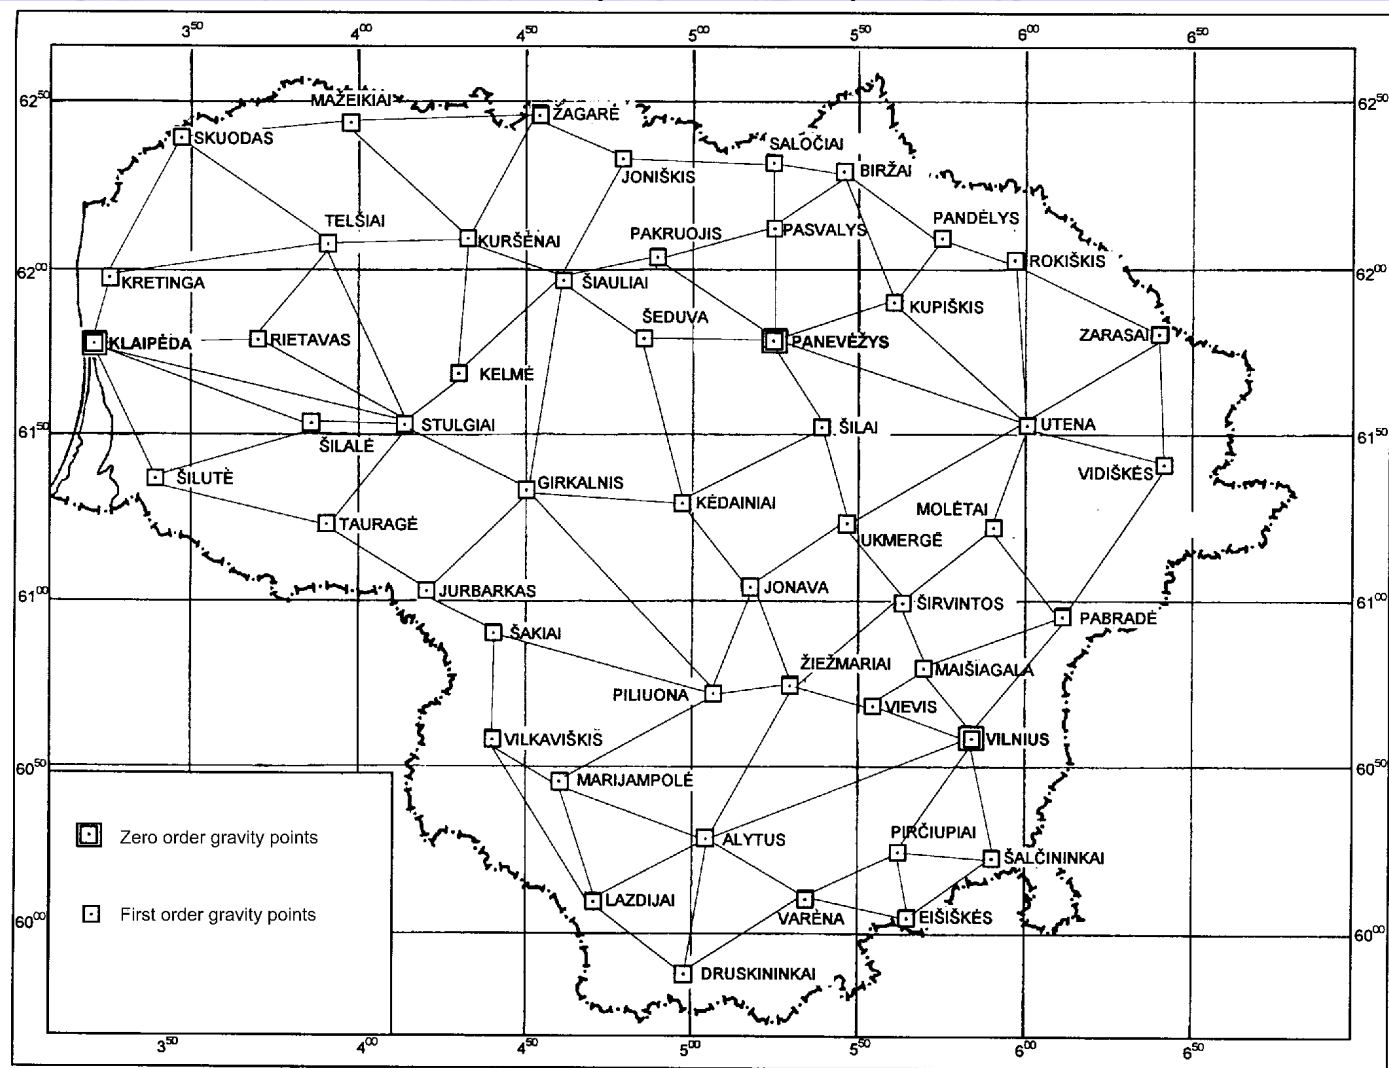 3⁵⁰ 4⁰⁰ 4⁵⁰ 5⁰⁰ 5⁵⁰ 6⁰⁰ 6⁵⁰
62⁵⁰ 62⁵⁰
MAŽEIKIAI
ŽAGARĖ
SKUODAS
SALOČIAI
JONIŠKIS
BIRŽAI
TELŠIAI
PANDĖLYS
PAKRUOJIS
PASVALYS
KURŠĖNAI
62⁰⁰ 62⁰⁰
ROKIŠKIS
KRETINGA
ŠIAULIAI
KUPIŠKIS
ŠEDUVA
ZARASAI
KLAIPĖDA
RIETAVAS
PANEVĖŽYS
KELMĖ
STULGIAI
ŠILAI
UTENA
61⁵⁰ 61⁵⁰
ŠILALĖ
VIDIŠKĖS
ŠILUTĖ
GIRKALNIS
KĖDAINIAI
MOLĖTAI
TAURAGĖ
UKMERGĖ
JURBARKAS
JONAVA
61⁰⁰ 61⁰⁰
ŠIRVINTOS
PABRADĖ
ŠAKIAI
ŽIEŽMARIAI
MAIŠIAGALA
PILIUONA
VIEVIS
VILKAVIŠKIS
VILNIUS
60⁵⁰ 60⁵⁰
MARIJAMPOLĖ
Zero order gravity points
ALYTUS
PIRČIUPIAI
ŠALČININKAI
LAZDIJAI
First order gravity points
VARĖNA
EIŠIŠKĖS
60⁰⁰ 60⁰⁰
DRUSKININKAI
3⁵⁰ 4⁰⁰ 4⁵⁰ 5⁰⁰ 5⁵⁰ 6⁰⁰ 6⁵⁰